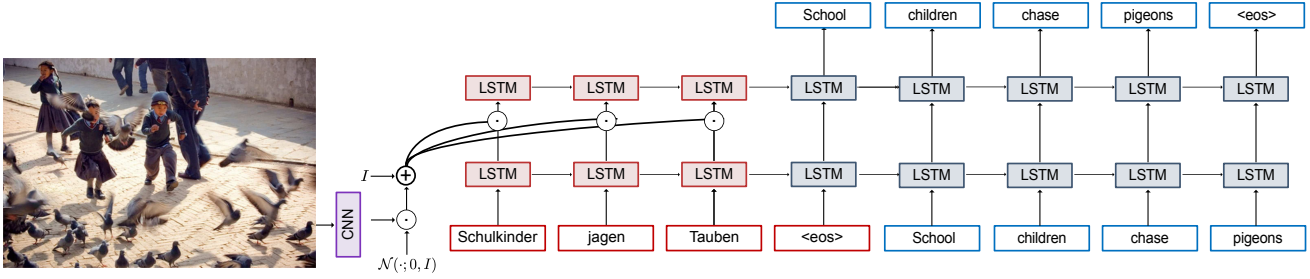 School children chase pigeons <eos>
LSTM LSTM LSTM LSTM LSTM LSTM LSTM LSTM
I
LSTM LSTM LSTM LSTM LSTM LSTM LSTM LSTM
CNN
Schulkinder jagen Tauben <eos> School children chase pigeons
N(·; 0, I)